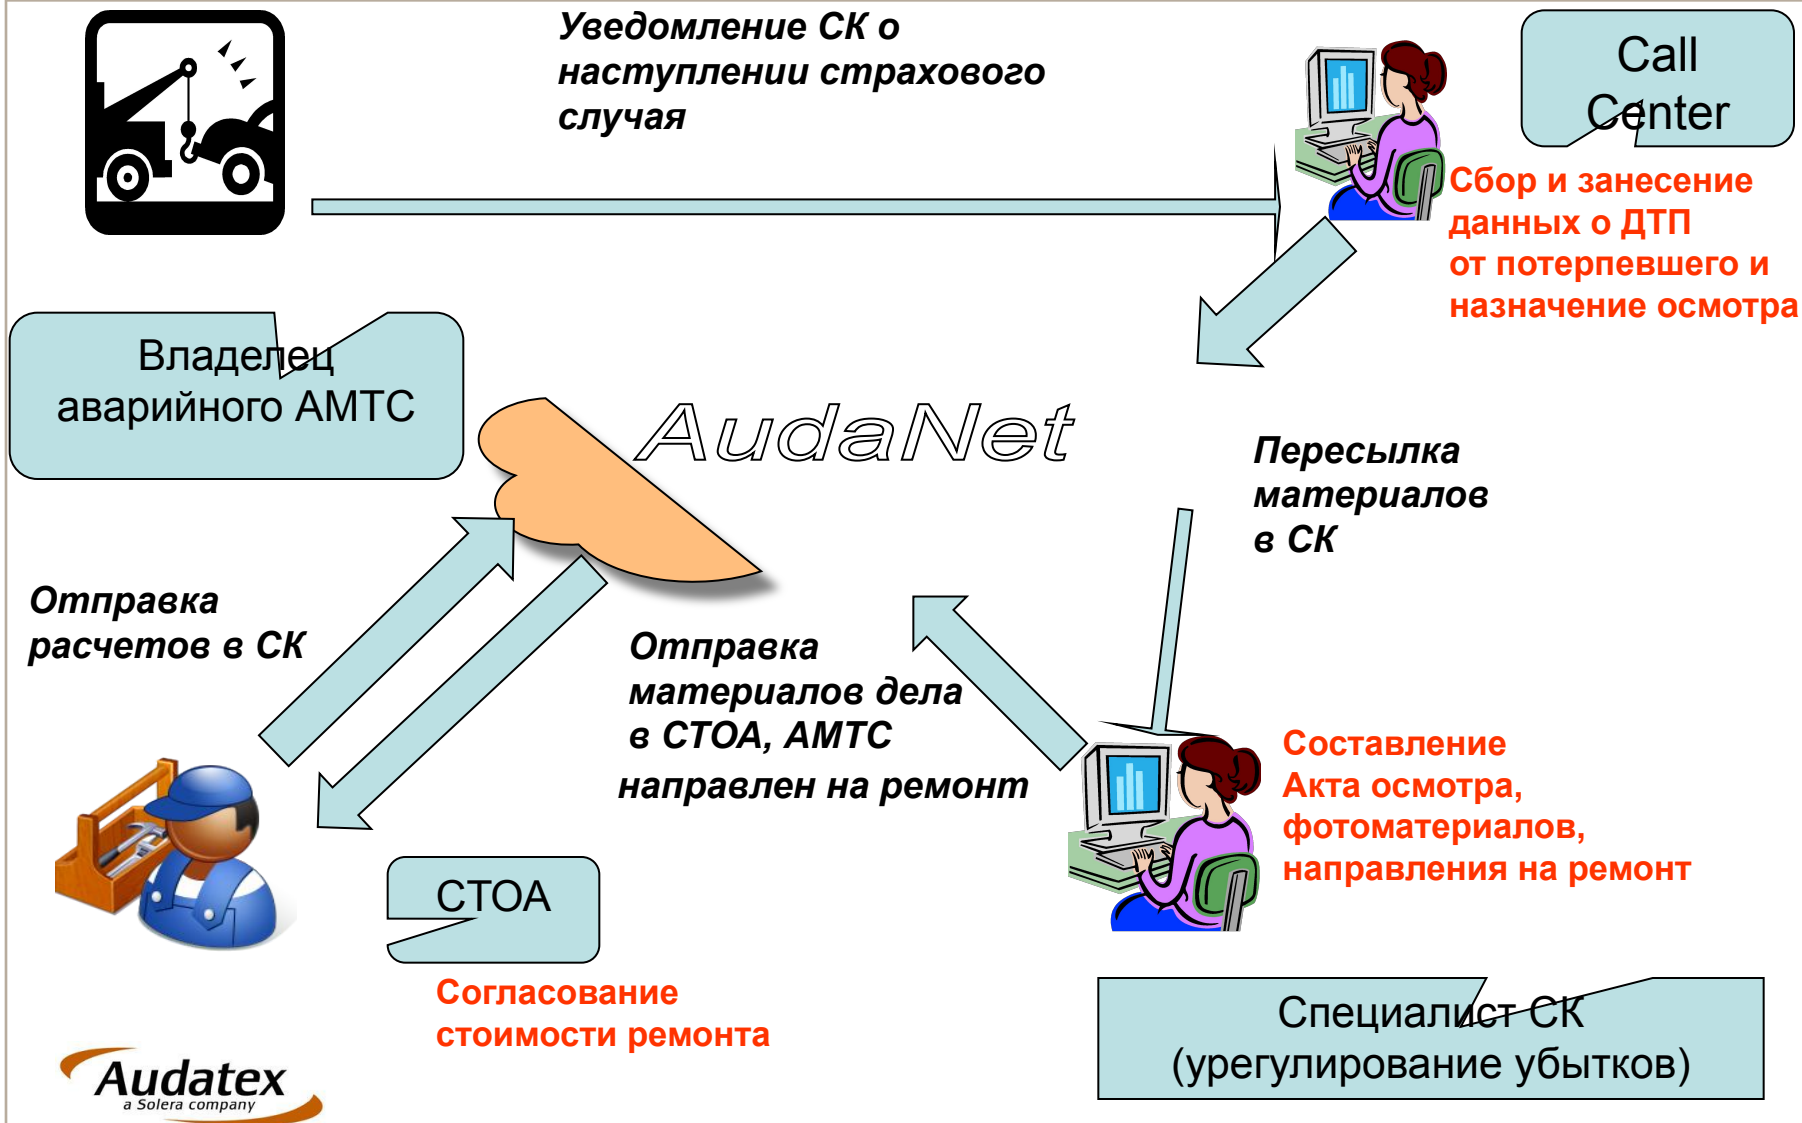 Уведомление СК о
наступлении страхового
случая
Call
Center
Сбор и занесение
данных о ДТП
от потерпевшего и
назначение осмотра
Владелец
аварийного АМТС
AudaNet
Пересылка
материалов
в СК
Отправка
расчетов в СК
Отправка
материалов дела
в СТОА, АМТС
направлен на ремонт
Составление
Акта осмотра,
фотоматериалов,
направления на ремонт
СТОА
Согласование
стоимости ремонта
Специалист СК
(урегулирование убытков)
Audatex
a Solera company